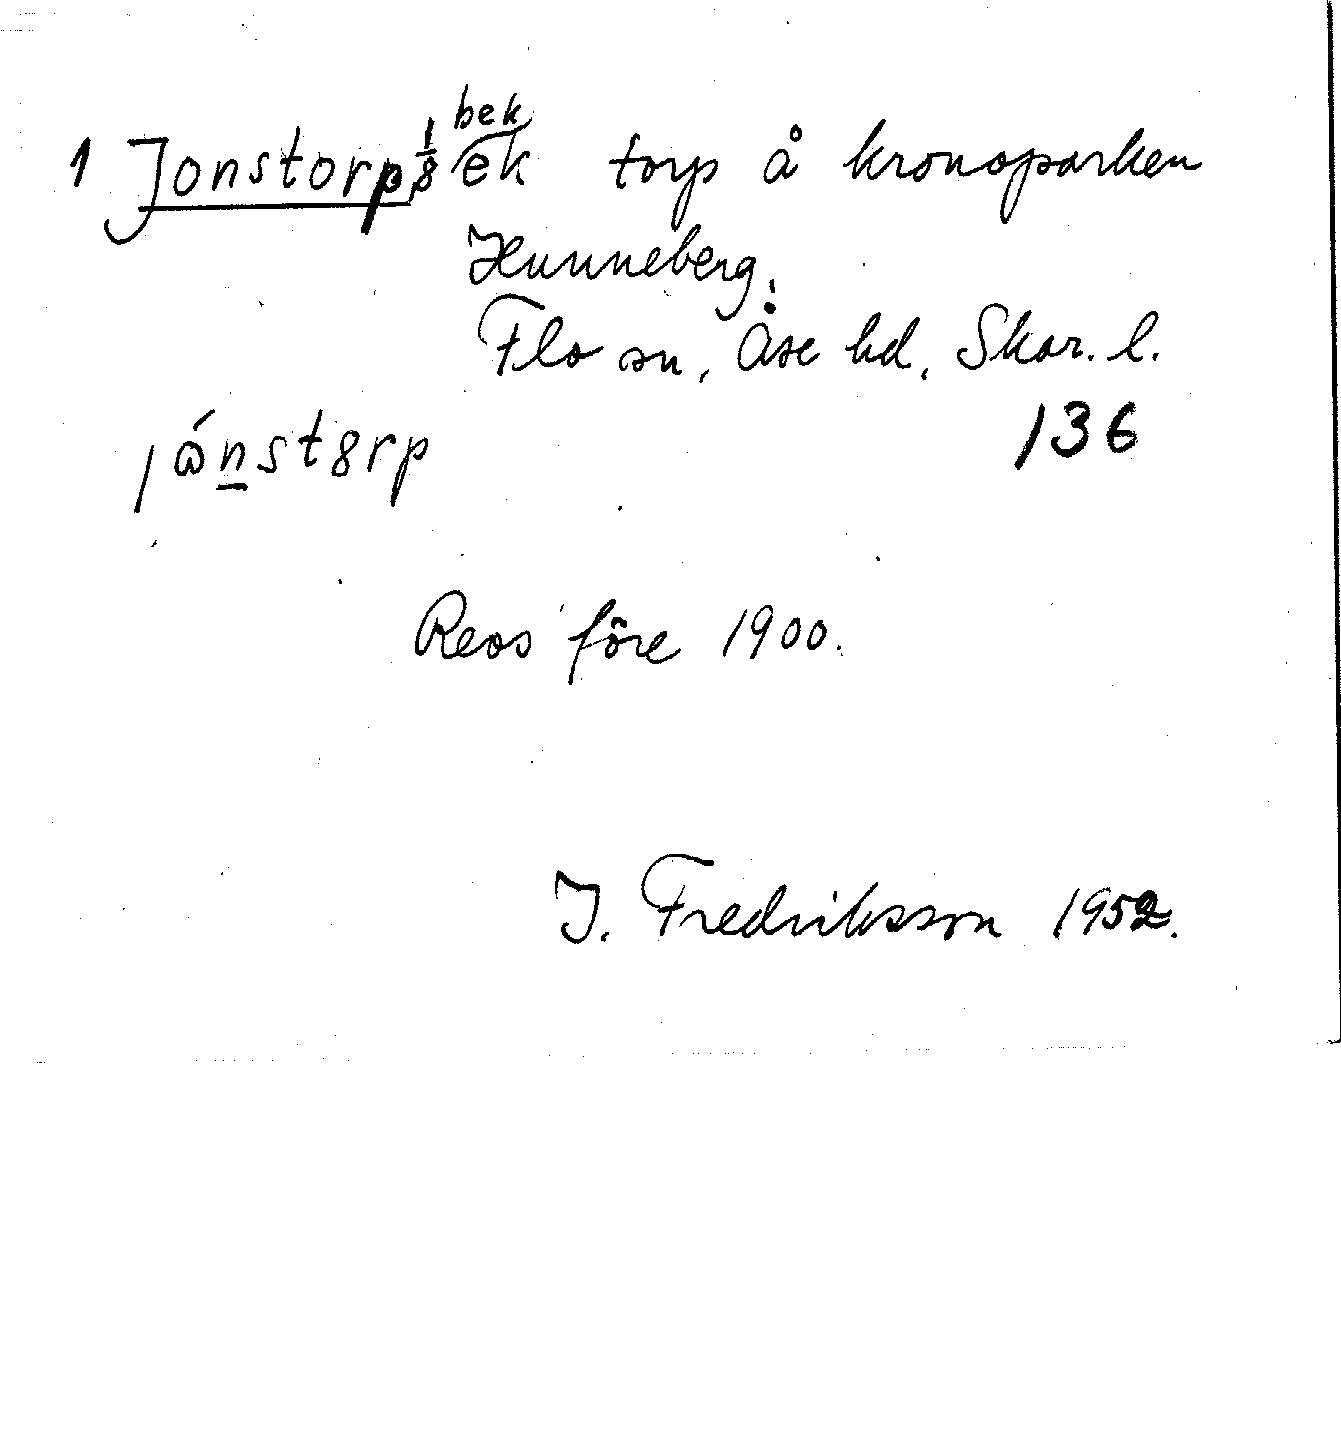 1 Jonstorp, 1/8 bek ek torp å kronoparken
Hunneberg.
Flo sn, Åse hd, Skar. l.
136
Revs före 1900.
J. Fredriksson 1952.